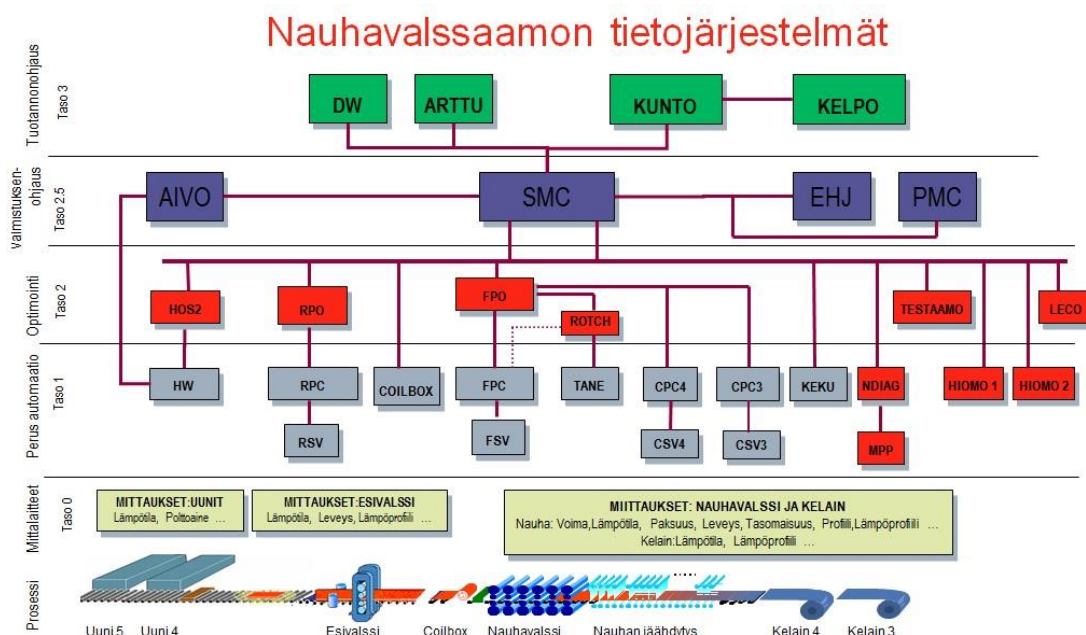 Nauhavalssaamon tietojärjestelmät
Tuotannonohjaus
Taso 3
DW
ARTTU
KUNTO
KELPO
Valmistuksen-
ohjaus
Taso 2.5
AIVO
SMC
EHJ
PMC
Optimointi
Taso 2
HOS2
RPO
FPO
ROTCH
TESTAAMO
LECO
Perus automaatio
Taso 1
HW
RPC
COILBOX
FPC
TANE
CPC4
CPC3
KEKU
NDIAG
HIOMO 1
HIOMO 2
RSV
FSV
CSV4
CSV3
MPP
Mittalaitteet
Taso 0
MITTAUKSET:UUNIT
Lämpötila, Polttoaine ...
MITTAUKSET:ESIVALSSI
Lämpötila, Leveys, Lämpöprofiili ...
MIITTAUKSET: NAUHAVALSSI JA KELAIN
Nauha: Voima,Lämpötila, Paksuus, Leveys, Tasomaisuus, Profiili,Lämpöprofiili ...
Kelain:Lämpötila, Lämpöprofiili ...
Prosessi
Uuni 5
Uuni 4
Esivalssi
Coilbox
Nauhavalssi
Nauhan jäähdytys
Kelain 4
Kelain 3